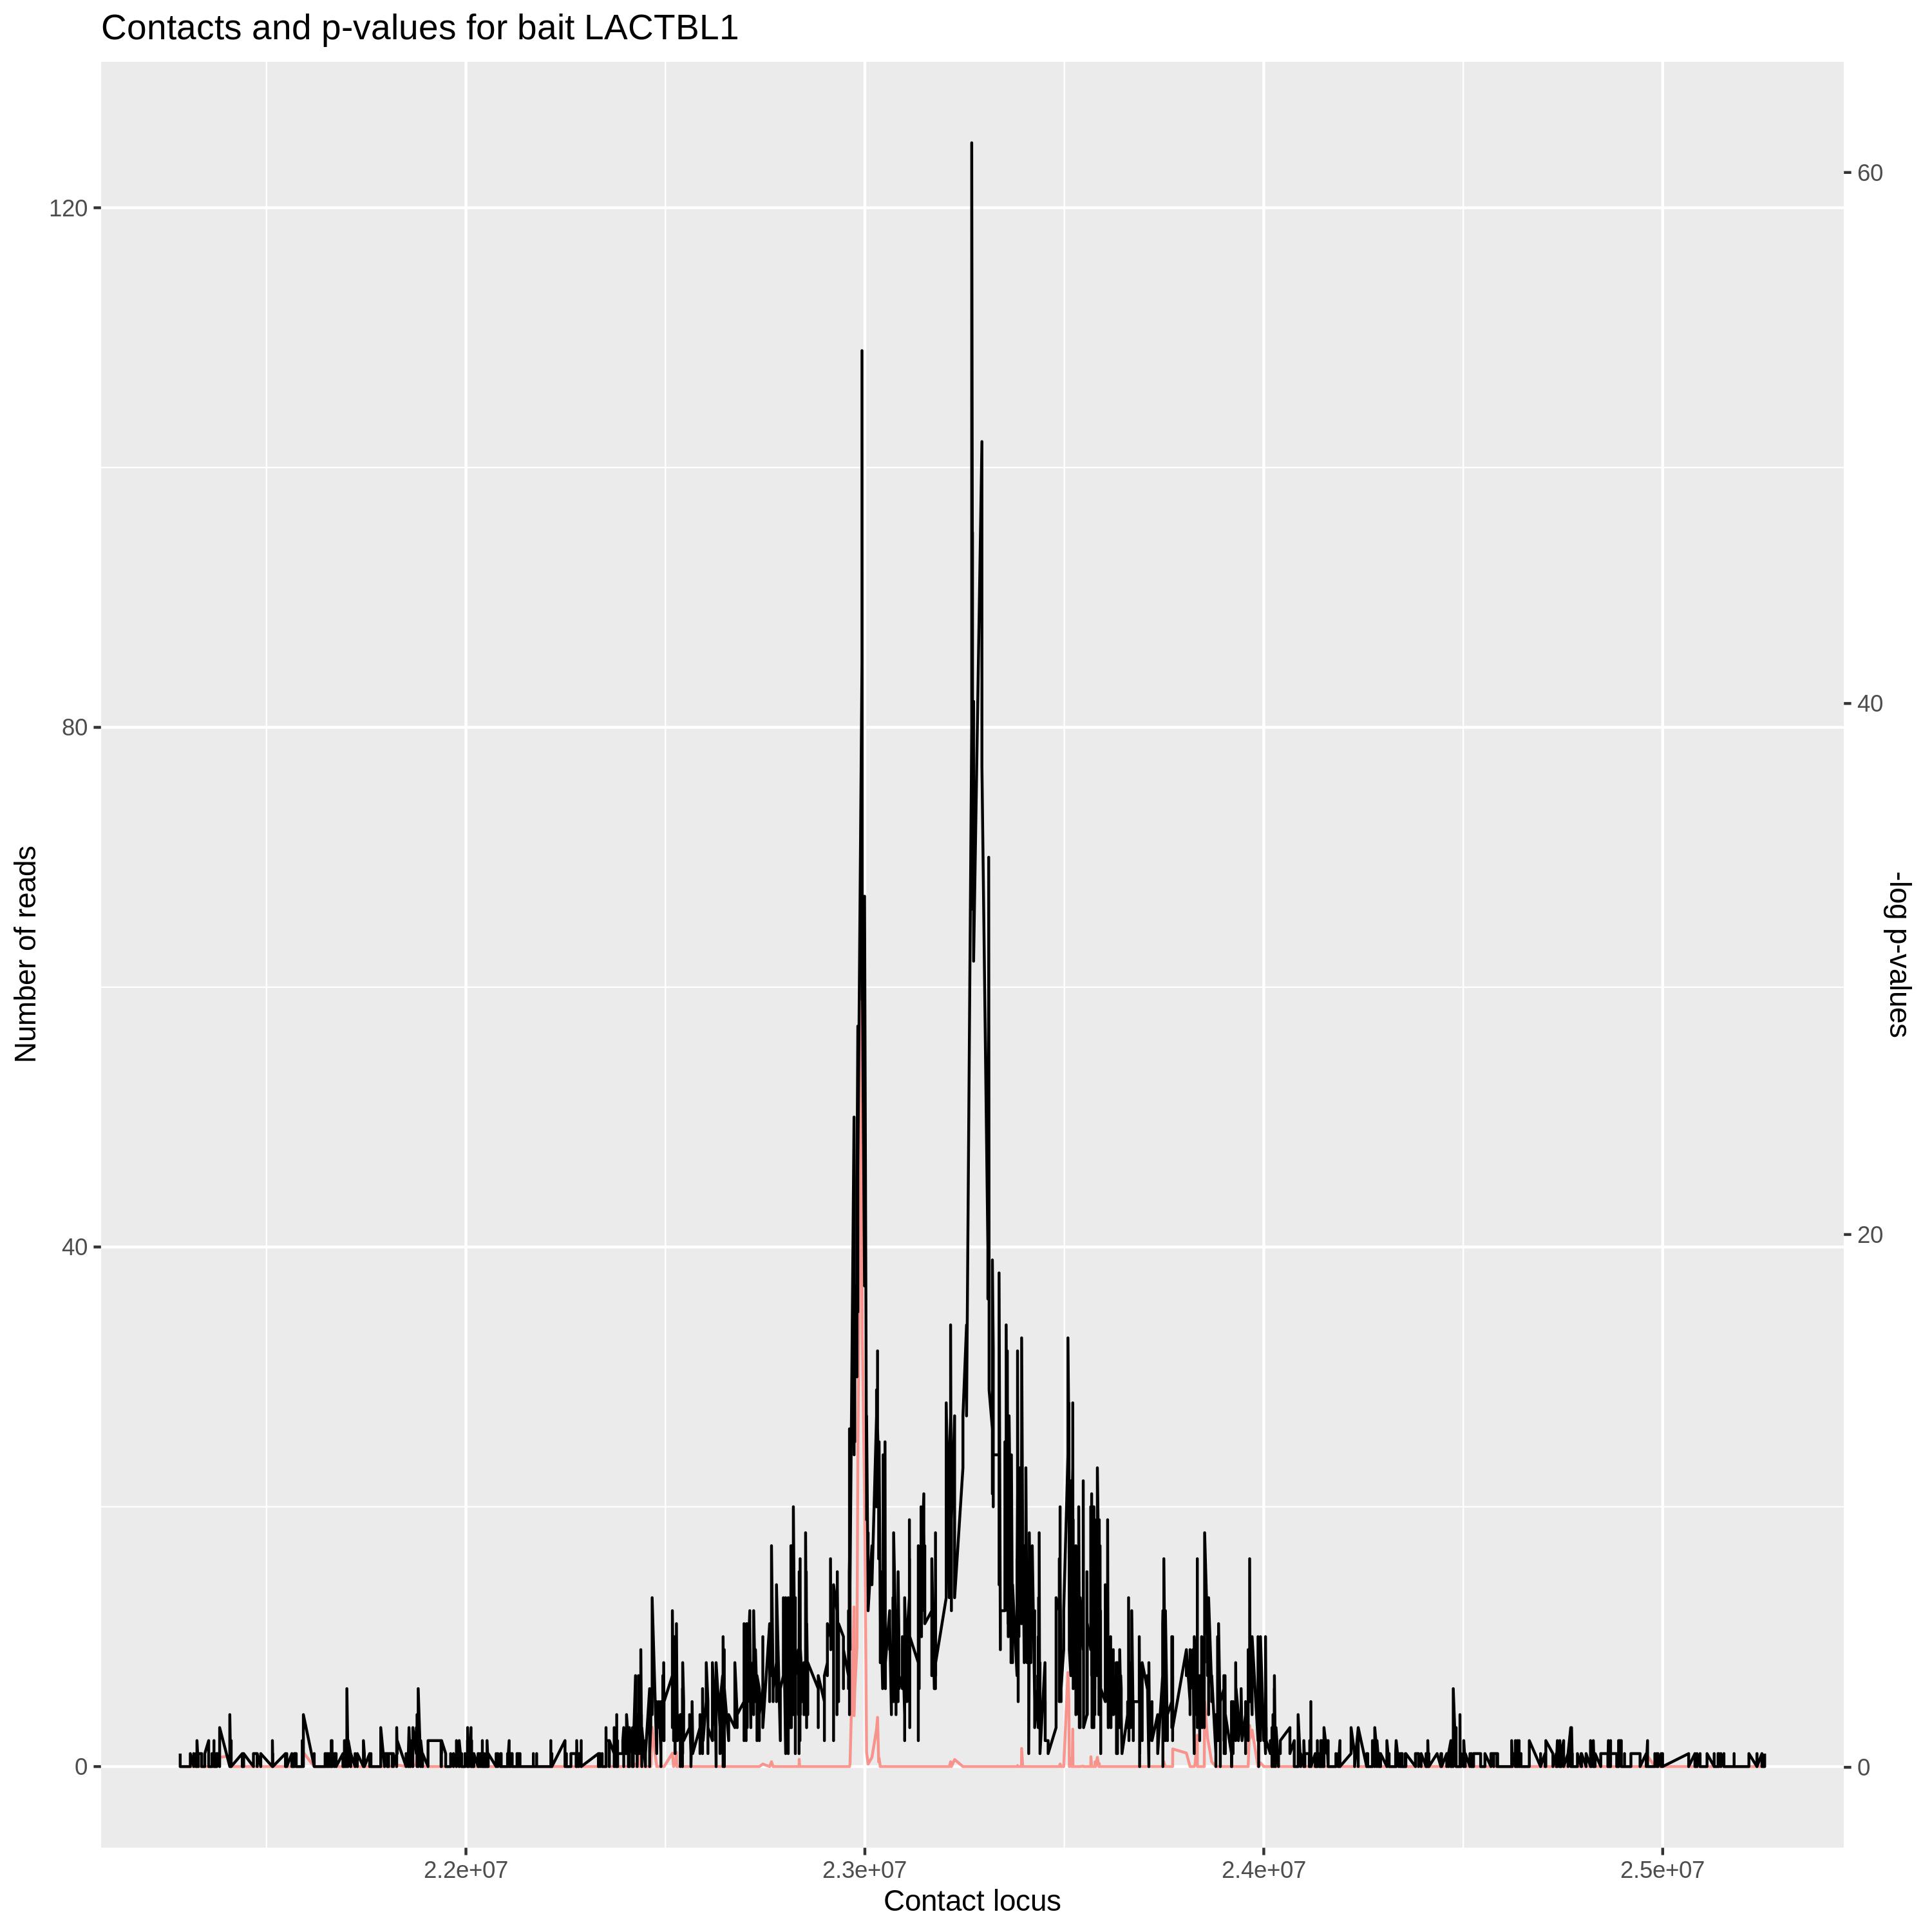 Contacts and p-values for bait LACTBL1
120
80
40
0
60
40
20
0
Number of reads
-log p-values
2.2e+07
2.3e+07
2.4e+07
2.5e+07
Contact locus